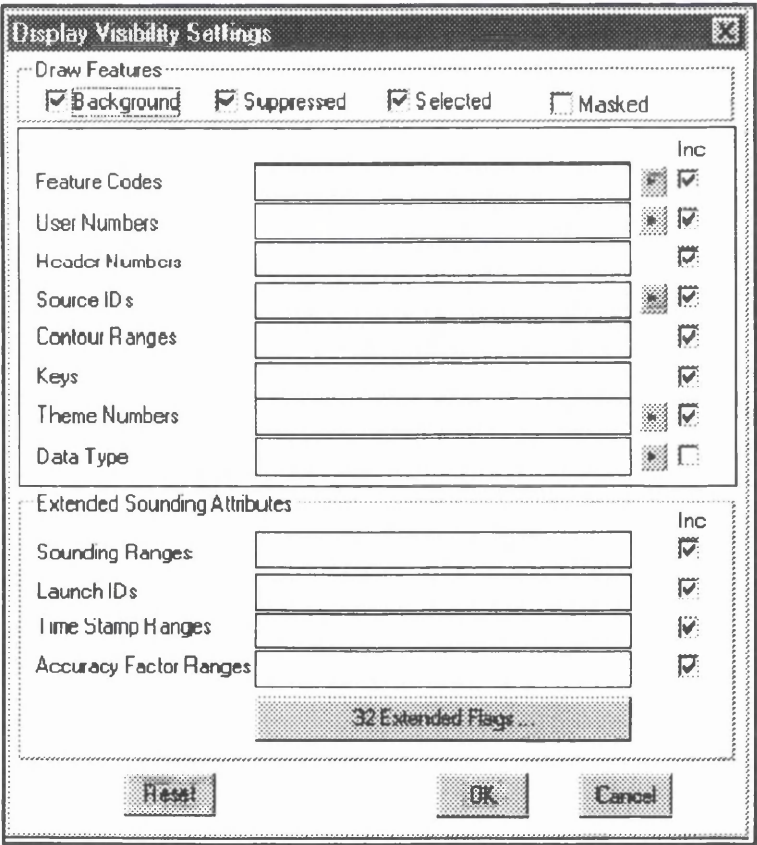 Display Visibility Settings
Draw Features
Background Suppressed Selected Masked
Inc
Feature Codes
User Numbers
Header Numbers
Source IDs
Contour Ranges
Keys
Theme Numbers
Data Type
Extended Sounding Attributes
Inc
Sounding Ranges
Launch IDs
Time Stamp Ranges
Accuracy Factor Ranges
32 Extended Flags ...
Reset OK Cancel